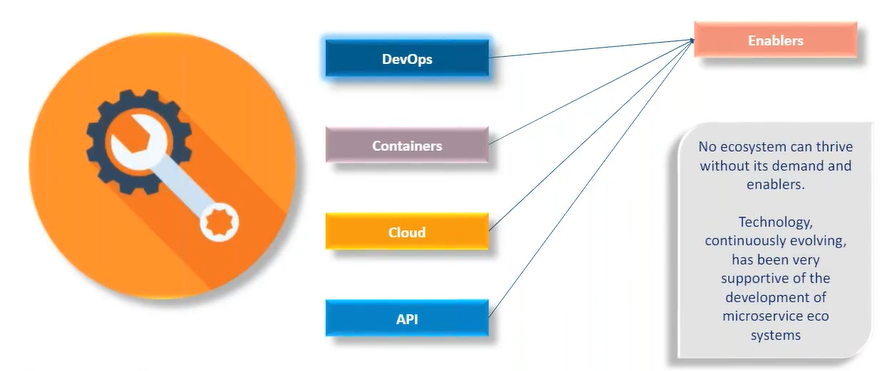 DevOps
Enablers
Containers
Cloud
API
No ecosystem can thrive
without its demand and
enablers.
Technology,
continuously evolving,
has been very
supportive of the
development of
microservice eco
systems